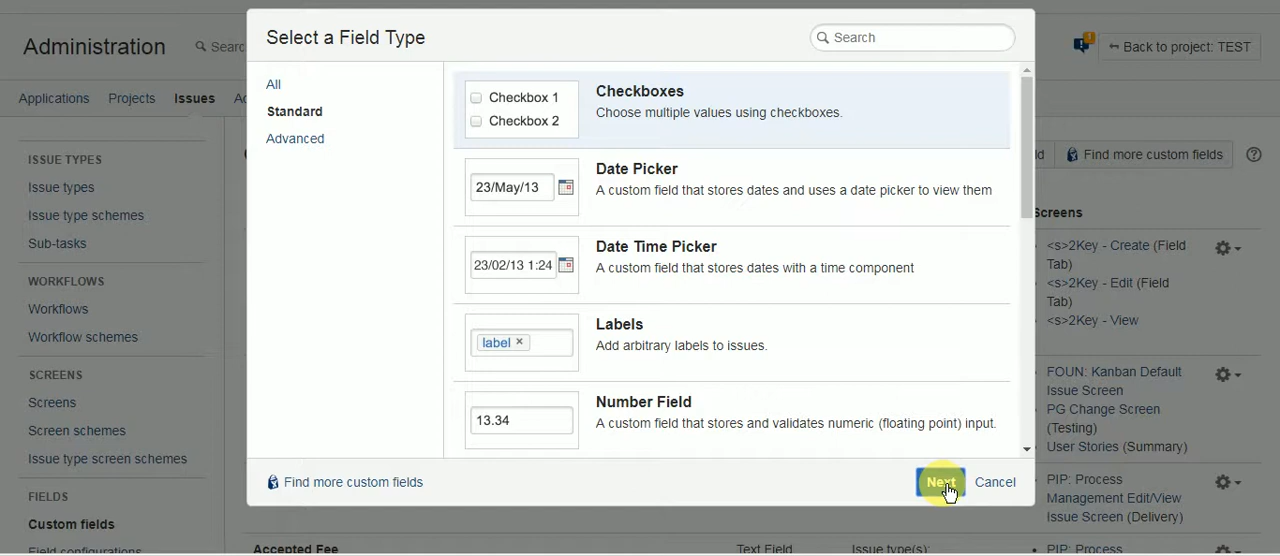 Administration
Searc
Back to project: TEST
Applications Projects Issues Ad
ISSUE TYPES
Issue types
Issue type schemes
Sub-tasks
WORKFLOWS
Workflows
Workflow schemes
SCREENS
Screens
Screen schemes
Issue type screen schemes
FIELDS
Custom fields
Field configurations
Select a Field Type
Search
All
Standard
Advanced
Checkbox 1
Checkbox 2
Checkboxes
Choose multiple values using checkboxes.
23/May/13
Date Picker
A custom field that stores dates and uses a date picker to view them
23/02/13 1:24
Date Time Picker
A custom field that stores dates with a time component
label ×
Labels
Add arbitrary labels to issues.
13.34
Number Field
A custom field that stores and validates numeric (floating point) input.
Find more custom fields
Next
Cancel
Find more custom fields
Screens
<s>2Key - Create (Field
Tab)
<s>2Key - Edit (Field
Tab)
<s>2Key - View
FOUN: Kanban Default
Issue Screen
PG Change Screen
(Testing)
User Stories (Summary)
PIP: Process
Management Edit/View
Issue Screen (Delivery)
Accepted Fee
Text Field
Issue type(s):
PIP: Process